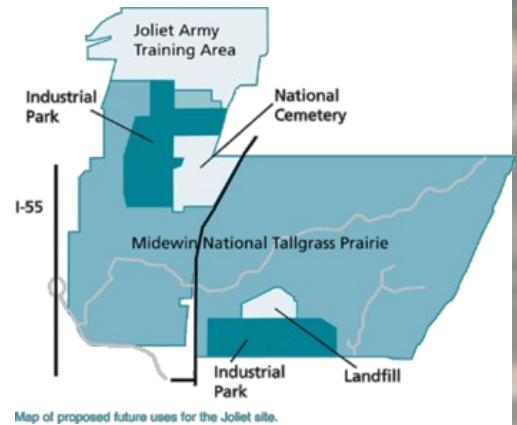 Joliet Army
Training Area
Industrial
Park
National
Cemetery
I-55
Midewin National Tallgrass Prairie
Industrial
Park
Landfill
Map of proposed future uses for the Joliet site.